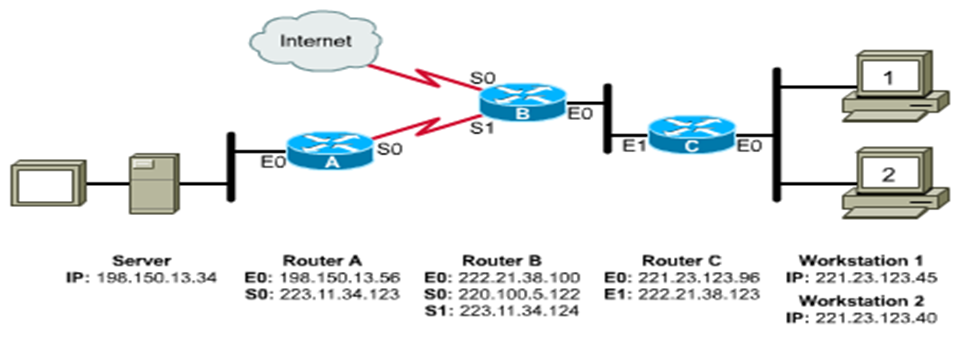 Internet
S0
B
E0
S1
E0
A
S0
E1
C
E0
1
2
Server
IP: 198.150.13.34
Router A
E0: 198.150.13.56
S0: 223.11.34.123
Router B
E0: 222.21.38.100
S0: 220.100.5.122
S1: 223.11.34.124
Router C
E0: 221.23.123.96
E1: 222.21.38.123
Workstation 1
IP: 221.23.123.45
Workstation 2
IP: 221.23.123.40